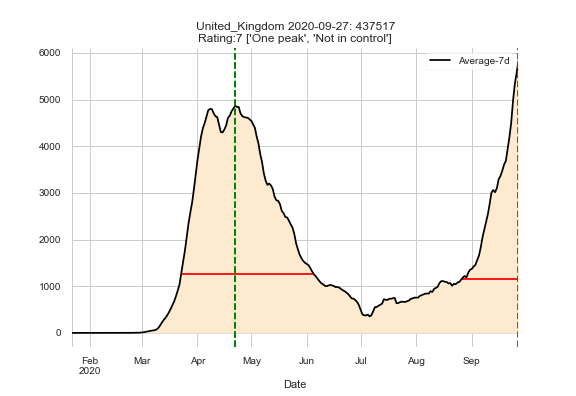 United_Kingdom 2020-09-27: 437517
Rating:7 ['One peak', 'Not in control']
Average-7d
6000
5000
4000
3000
2000
1000
0
Feb Mar Apr May Jun Jul Aug Sep
2020
Date